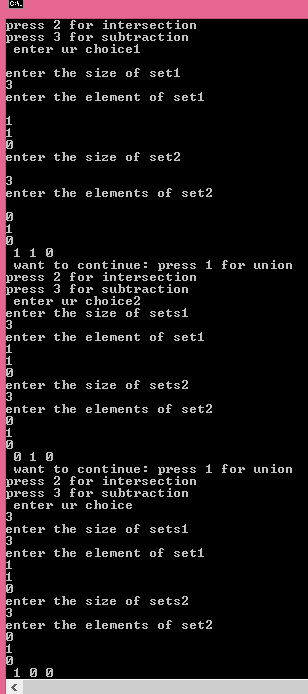 C:\.
press 2 for intersection
press 3 for subtraction
enter ur choice1
enter the size of set1
3
enter the element of set1
1
1
0
enter the size of set2
3
enter the elements of set2
0
1
0
1 1 0
want to continue: press 1 for union
press 2 for intersection
press 3 for subtraction
enter ur choice2
enter the size of sets1
3
enter the element of set1
1
1
0
enter the size of sets2
3
enter the elements of set2
0
1
0
0 1 0
want to continue: press 1 for union
press 2 for intersection
press 3 for subtraction
enter ur choice
3
enter the size of sets1
3
enter the element of set1
1
1
0
enter the size of sets2
3
enter the elements of set2
0
1
0
1 0 0